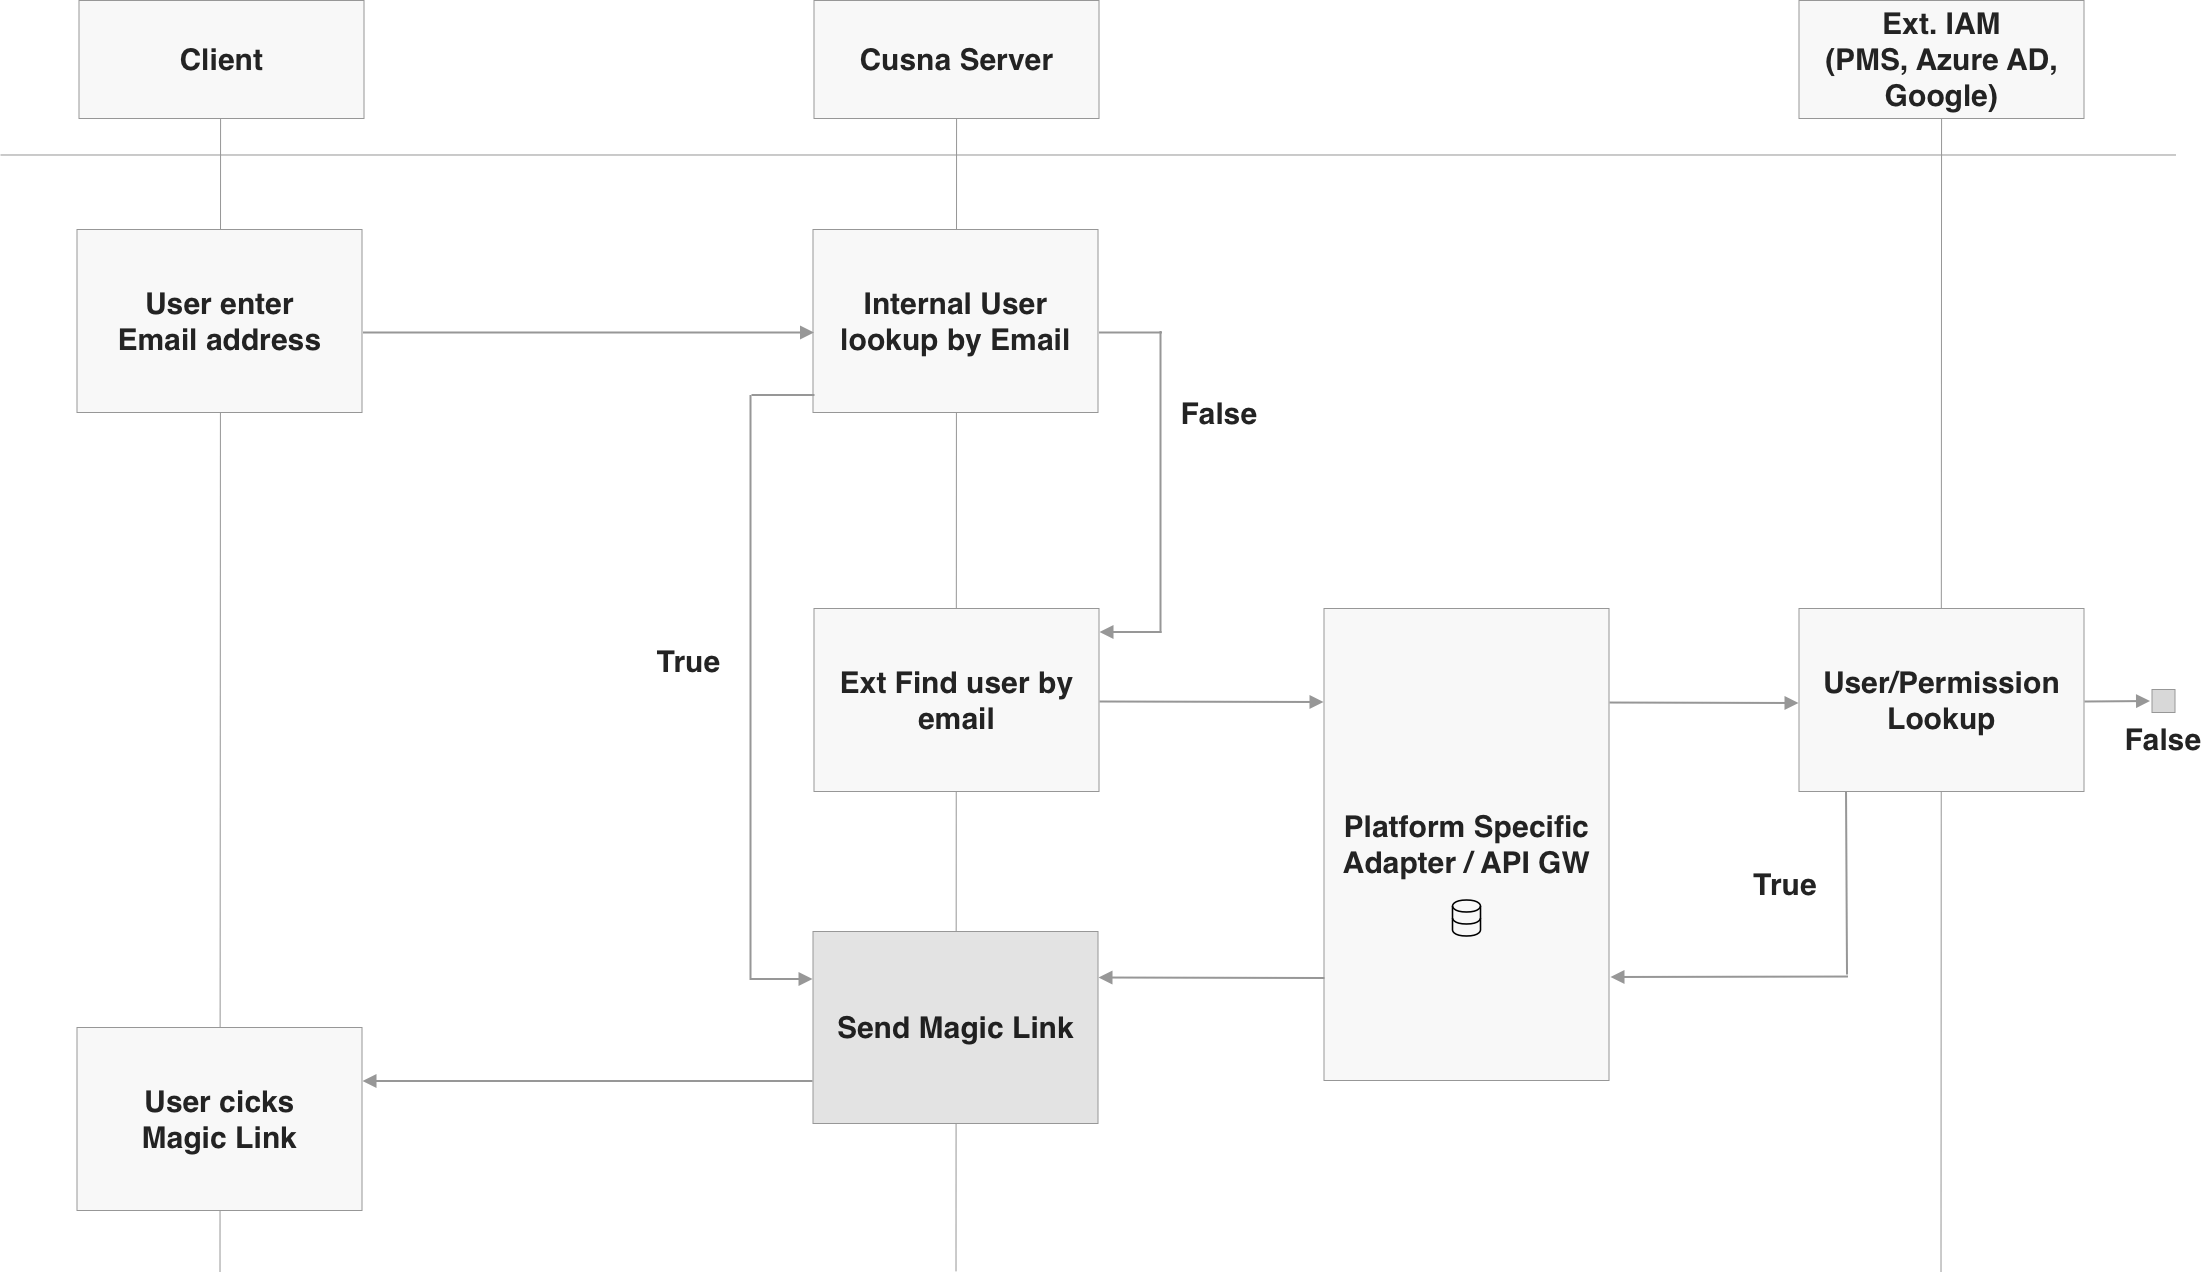 Client
Cusna Server
Ext. IAM
(PMS, Azure AD,
Google)
User enter
Email address
Internal User
lookup by Email
False
True
Ext Find user by
email
Platform Specific
Adapter / API GW
User/Permission
Lookup
False
True
Send Magic Link
User cicks
Magic Link